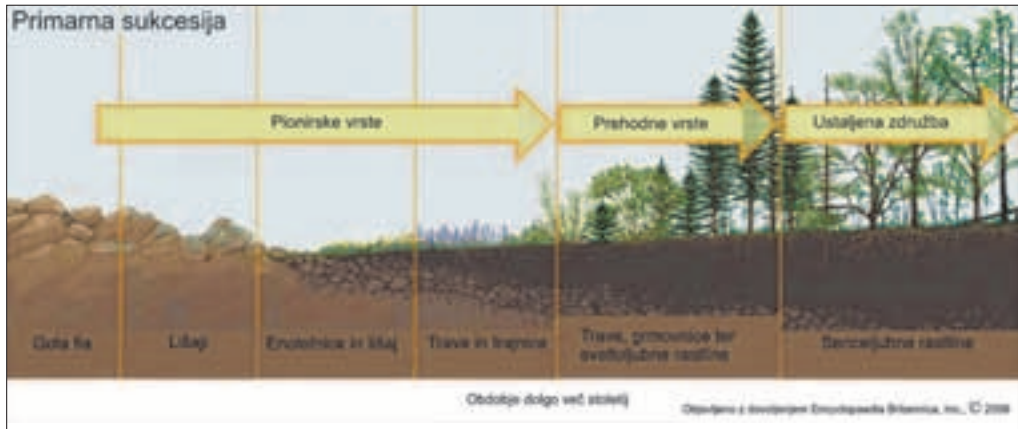 Primarna sukcesija
Pionirske vrste
Prehodne vrste
Ustaljena združba
Gola tla
Lišaji
Enoletnice in lišaji
Trave in trajnice
Trave, grmovnice ter
svetloljubne rastline
Senceljubne rastline
Obdobje dolgo več stoletij
Objavljeno z dovoljenjem Encyclopaedia Britannica, Inc., © 2008